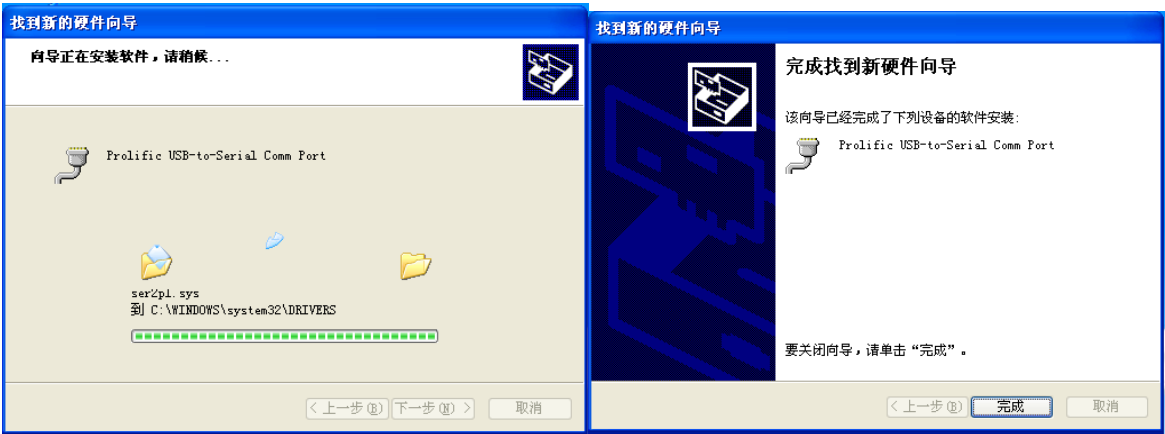 找到新的硬件向导
向导正在安装软件，请稍候...
Prolific USB-to-Serial Comm Port
ser2pl.sys
到 C:\WINDOWS\system32\DRIVERS
< 上一步(B)
下一步(N) >
取消
找到新的硬件向导
完成找到新硬件向导
该向导已经完成了下列设备的软件安装:
Prolific USB-to-Serial Comm Port
要关闭向导，请单击“完成”。
< 上一步(B)
完成
取消